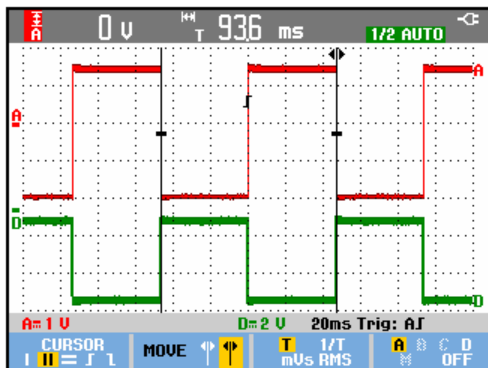 A 0 V T 93.6 ms 1/2 AUTO
A A
D D
A= 1 V D= 2 V 20ms Trig: A
CURSOR MOVE T 1/T A B C D
mVs RMS M OFF